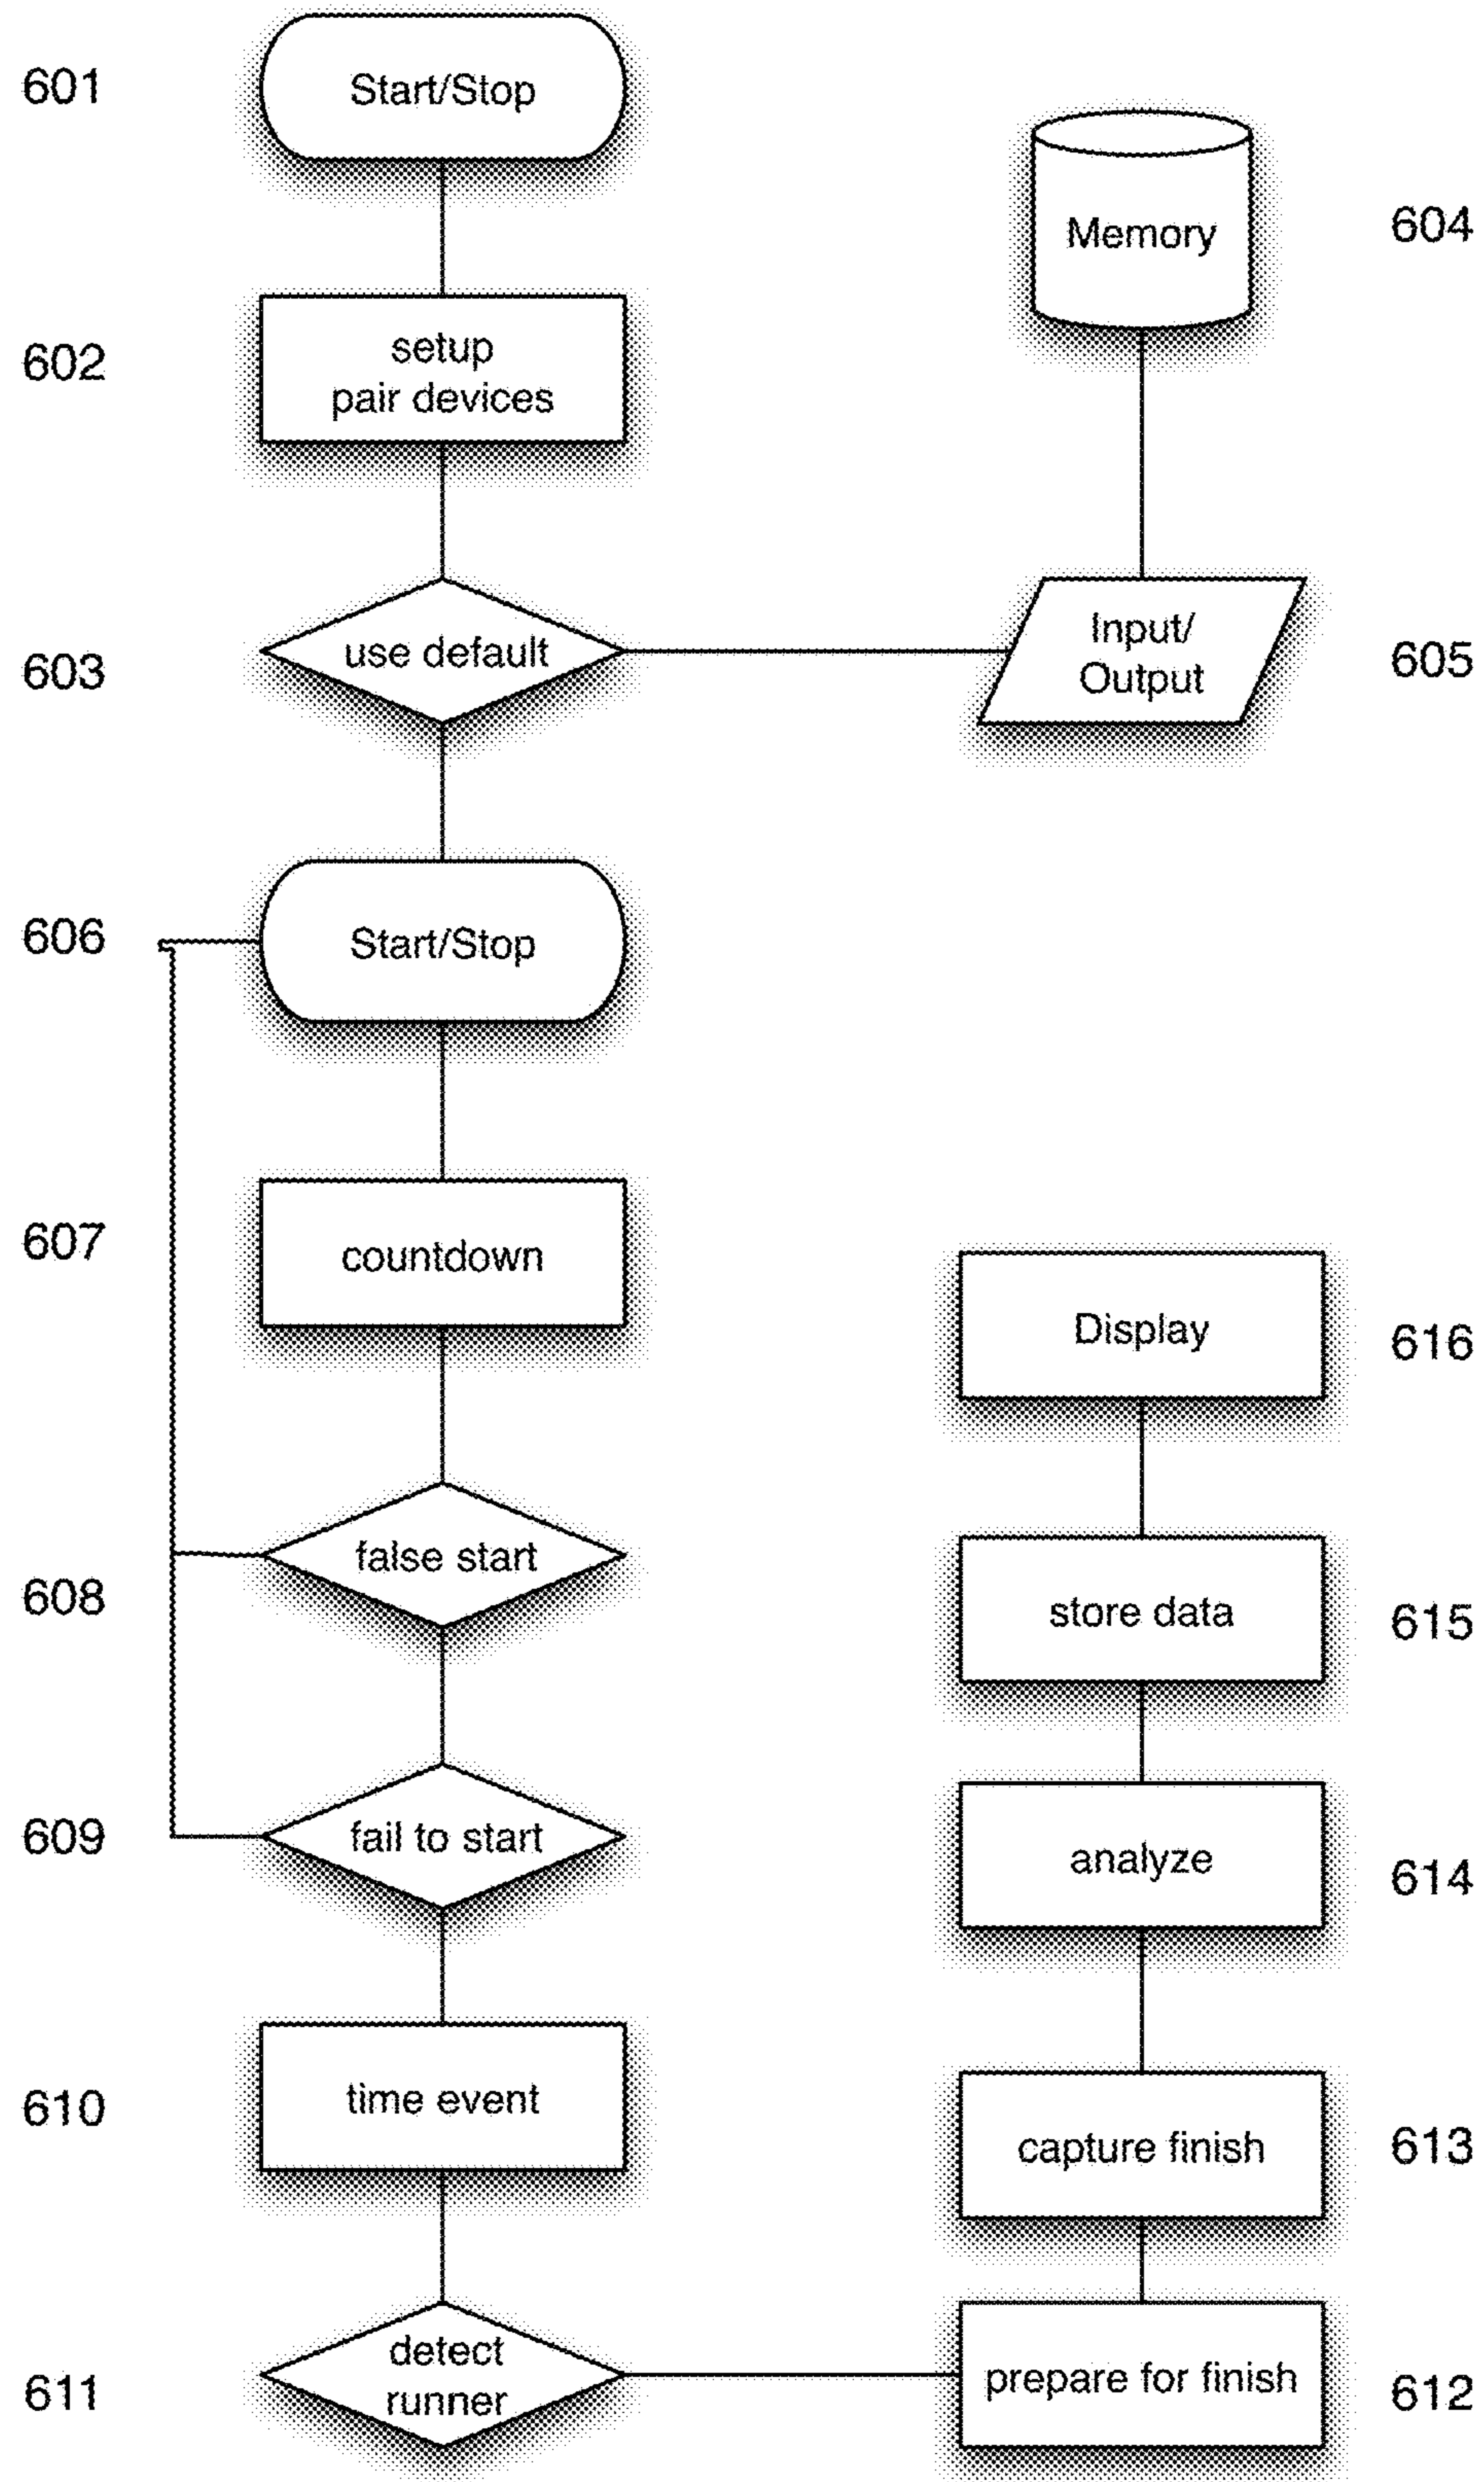 601
Start/Stop
Memory
604
602
setup
pair devices
603
use default
Input/
Output
605
606
Start/Stop
607
countdown
Display
616
608
false start
store data
615
609
fail to start
analyze
614
610
time event
capture finish
613
611
detect
runner
prepare for finish
612